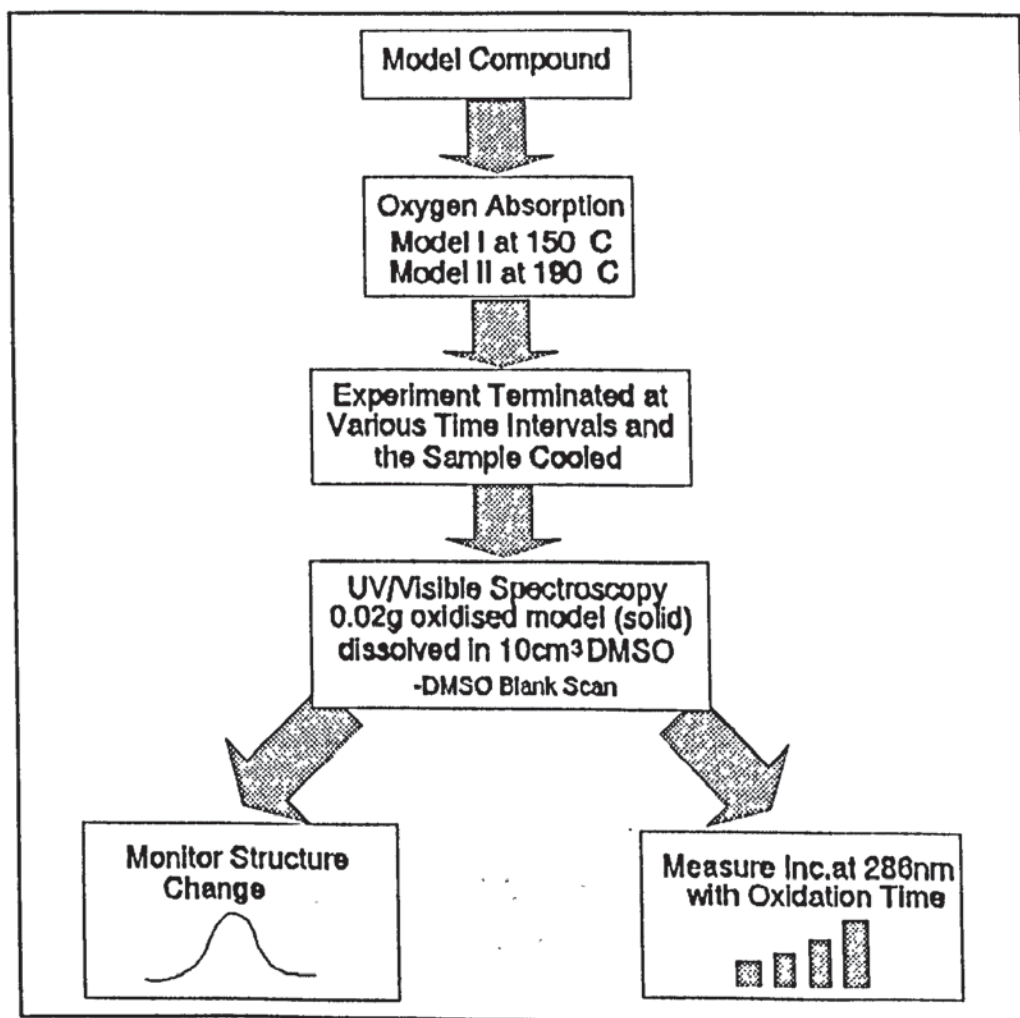 Model Compound
Oxygen Absorption
Model I at 150 C
Model II at 190 C
Experiment Terminated at
Various Time Intervals and
the Sample Cooled
UV/Visible Spectroscopy
0.02g oxidised model (solid)
dissolved in 10cm³ DMSO
-DMSO Blank Scan
Monitor Structure
Change
Measure Inc.at 286nm
with Oxidation Time